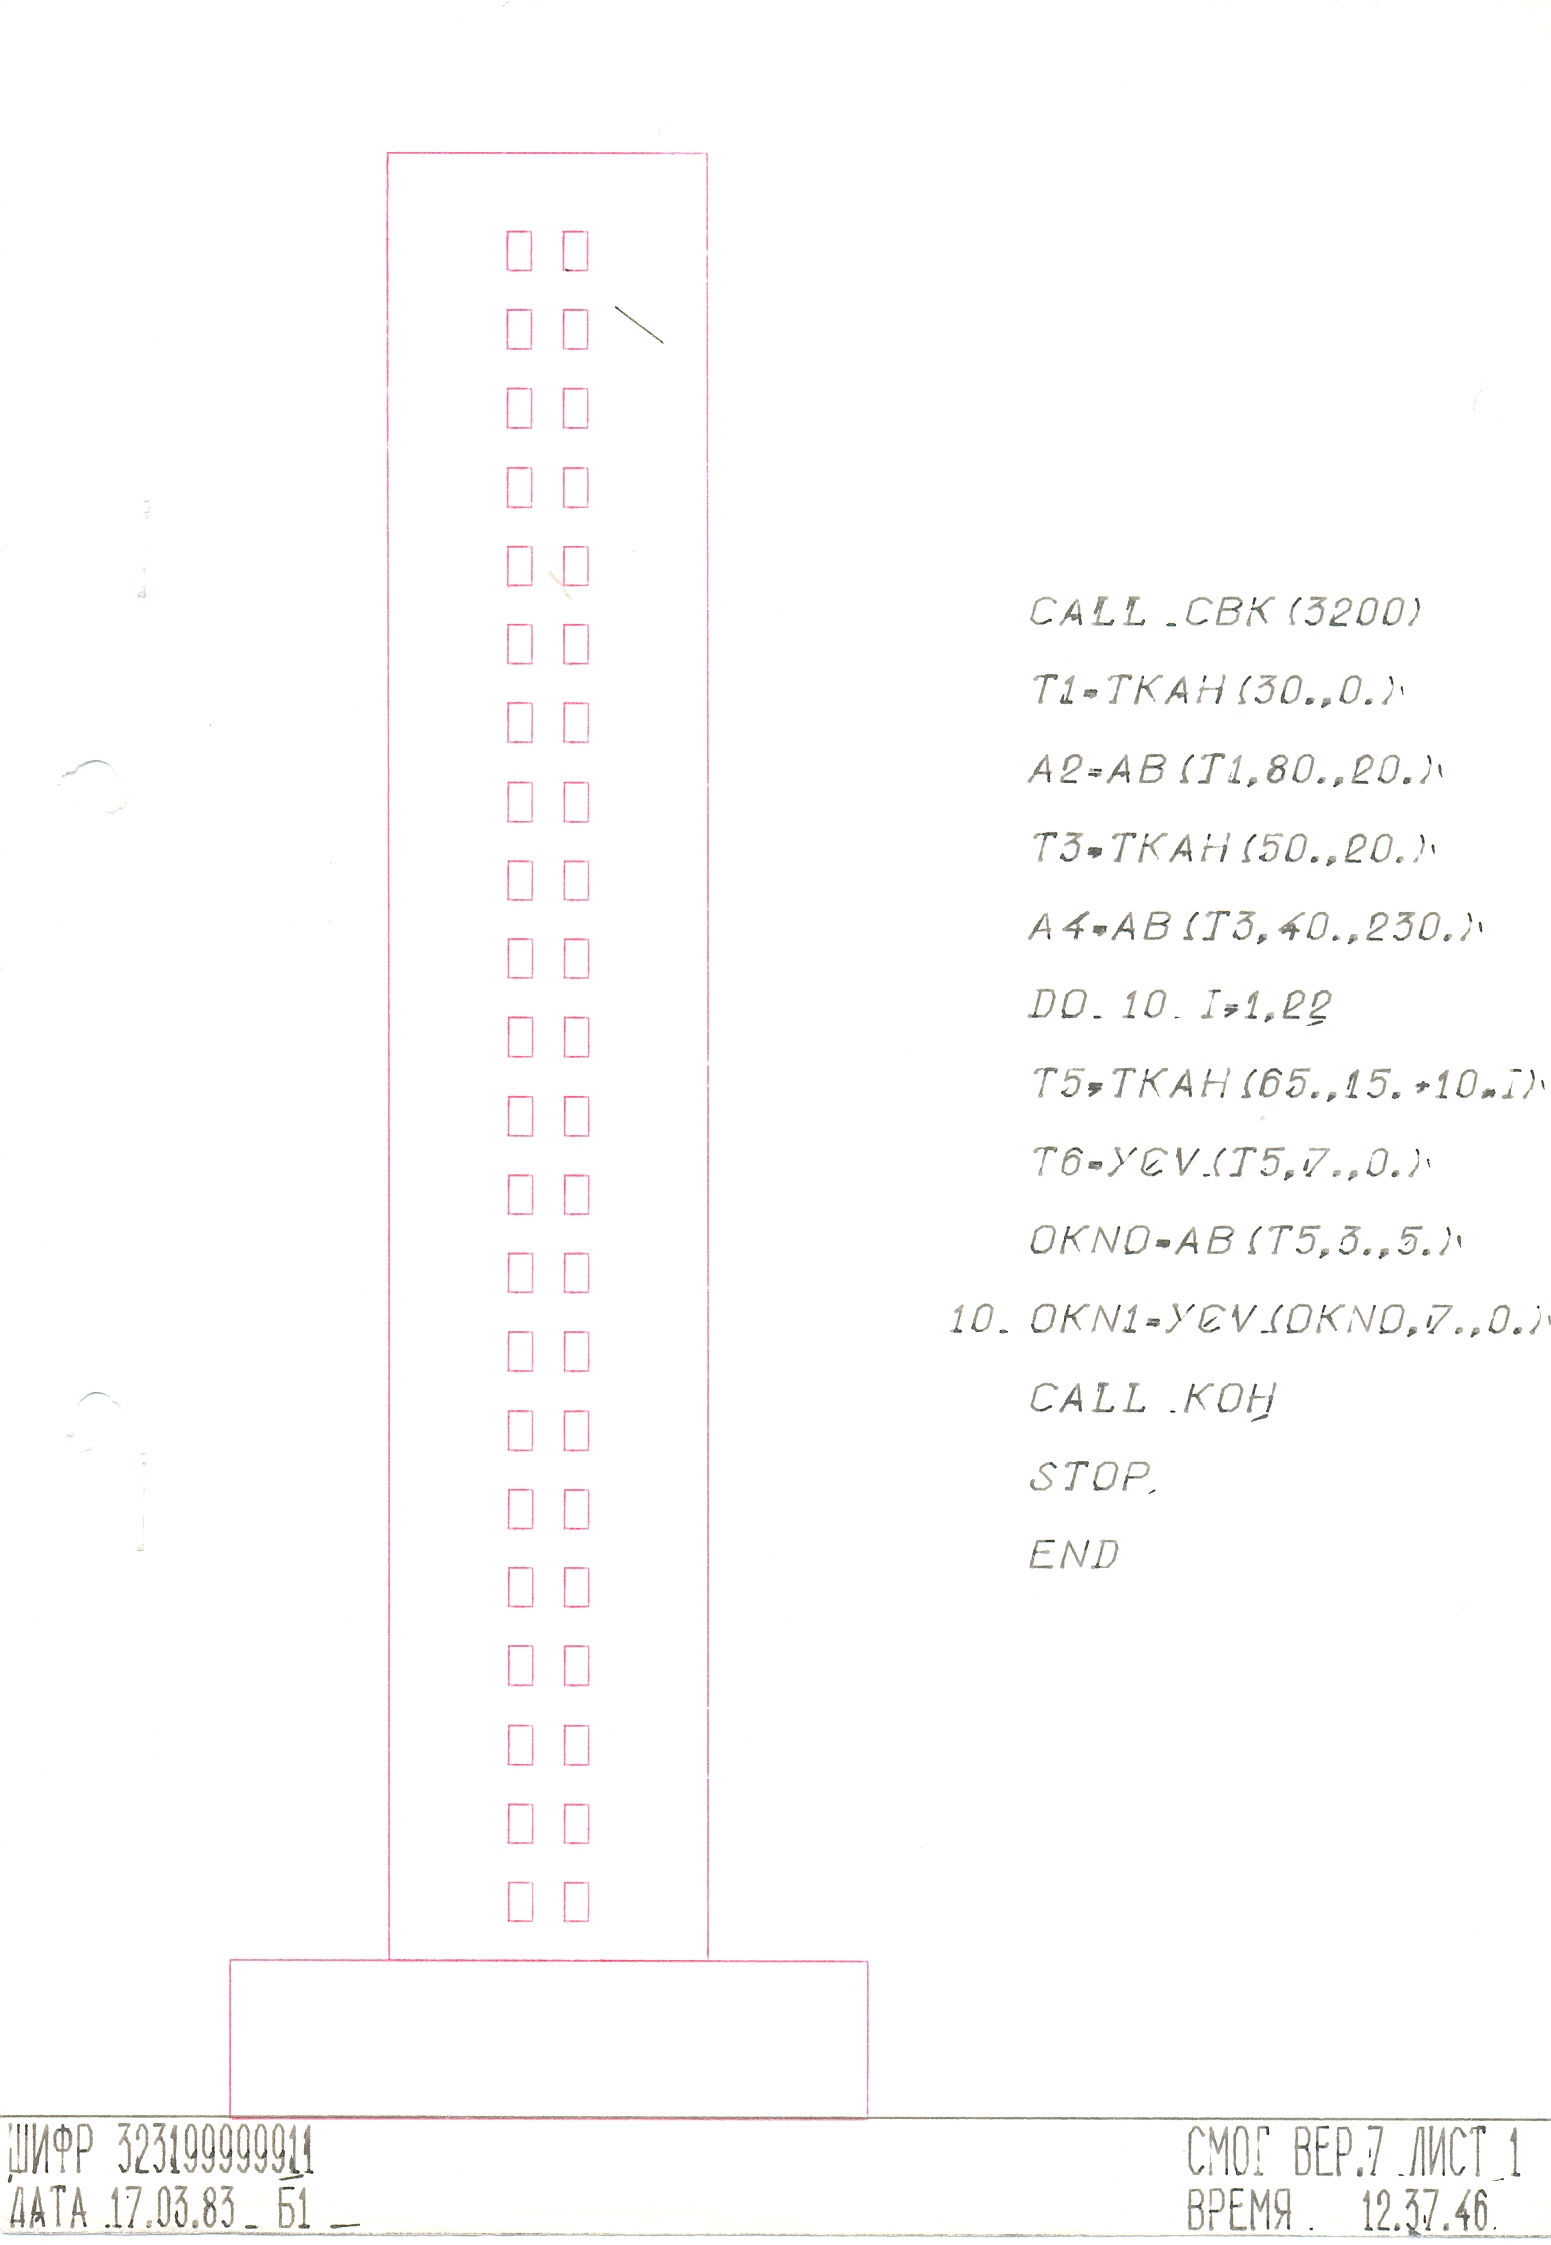 CALL CBK(3200)
T1=TKAH(30.,0.)
A2=AB(T1,80.,20.)
T3=TKAH(50.,20.)
A4=AB(T3,40.,230.)
DO 10 I=1,22
T5=TKAH(65.,15.+10*I)
T6=УСV(T5,7.,0.)
OKNO=AB(T5,3.,5.)
10 OKN1=УСV(OKNO,7.,0.)
CALL KOH
STOP
END
ШИФР 323199999911
СМОГ ВЕР.7 ЛИСТ 1
ДАТА 17.03.83 Б1
ВРЕМЯ 12.37.46